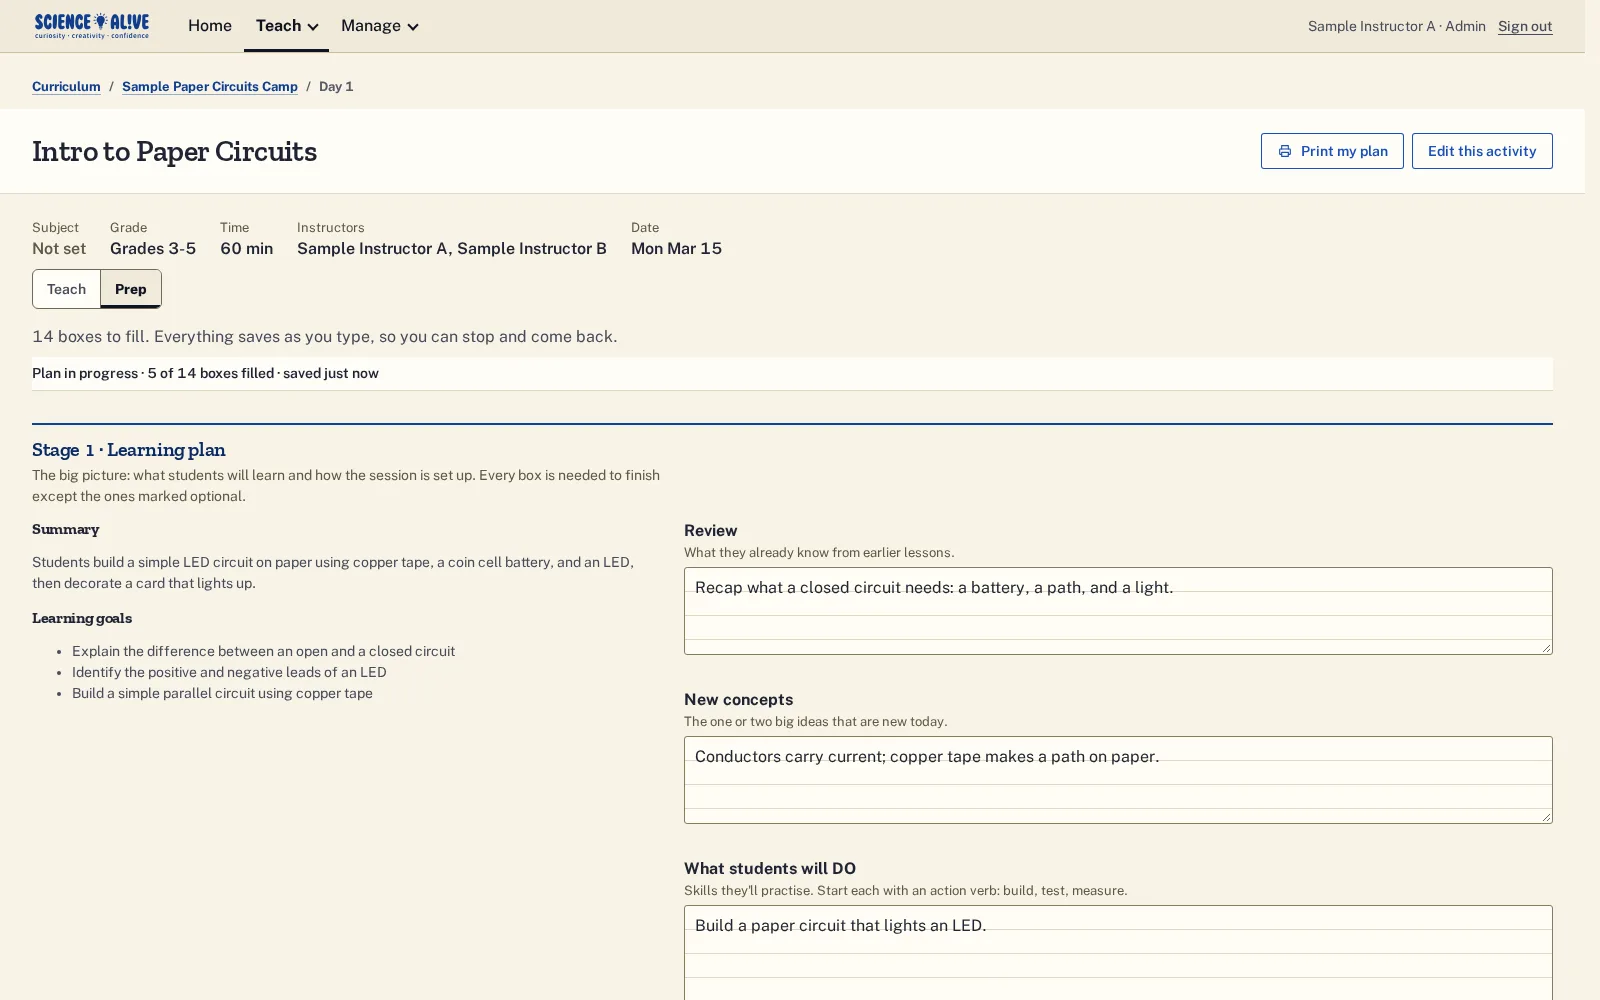 SCIENCE ALIVE
curiosity · creativity · confidence
Home
Teach
Manage
Sample Instructor A · Admin
Sign out
Curriculum / Sample Paper Circuits Camp / Day 1
Intro to Paper Circuits
Print my plan
Edit this activity
Subject
Not set
Grade
Grades 3-5
Time
60 min
Instructors
Sample Instructor A, Sample Instructor B
Date
Mon Mar 15
Teach
Prep
14 boxes to fill. Everything saves as you type, so you can stop and come back.
Plan in progress · 5 of 14 boxes filled · saved just now
Stage 1 · Learning plan
The big picture: what students will learn and how the session is set up. Every box is needed to finish
except the ones marked optional.
Summary
Students build a simple LED circuit on paper using copper tape, a coin cell battery, and an LED,
then decorate a card that lights up.
Learning goals
• Explain the difference between an open and a closed circuit
• Identify the positive and negative leads of an LED
• Build a simple parallel circuit using copper tape
Review
What they already know from earlier lessons.
Recap what a closed circuit needs: a battery, a path, and a light.
New concepts
The one or two big ideas that are new today.
Conductors carry current; copper tape makes a path on paper.
What students will DO
Skills they'll practise. Start each with an action verb: build, test, measure.
Build a paper circuit that lights an LED.